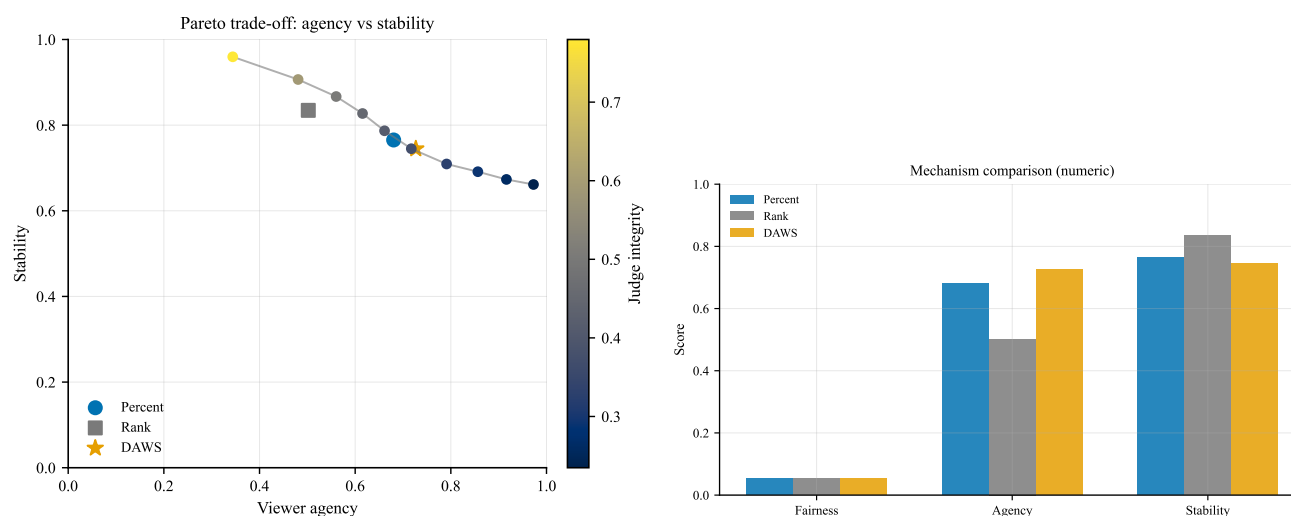 Pareto trade-off: agency vs stability
1.0
0.8
0.6
0.4
0.2
0.0
Stability
Percent
Rank
DAWS
0.0
0.2
0.4
0.6
0.8
1.0
Viewer agency
0.7
0.6
0.5
0.4
0.3
Judge integrity
Mechanism comparison (numeric)
1.0
0.8
0.6
0.4
0.2
0.0
Score
Percent
Rank
DAWS
Fairness
Agency
Stability